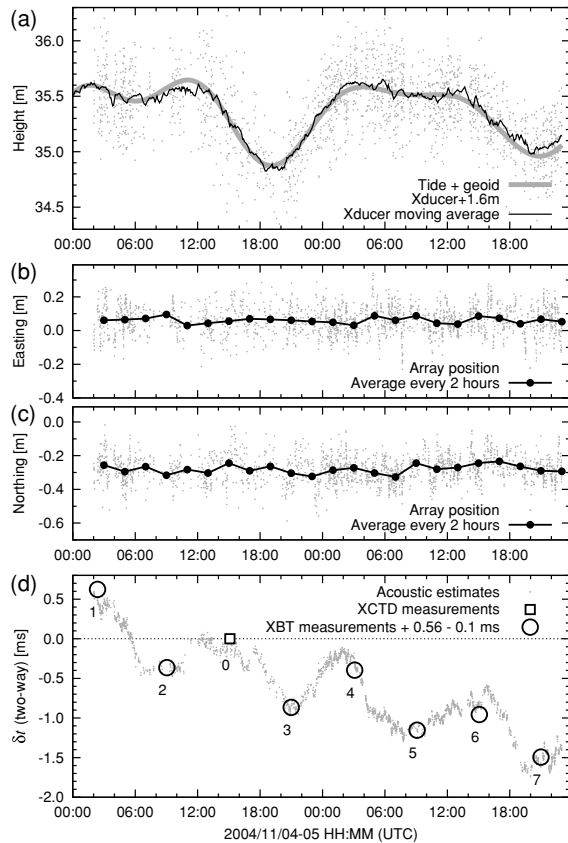 (a)
36.0
35.5
35.0
34.5
Height [m]
Tide + geoid
Xducer+1.6m
Xducer moving average
00:00 06:00 12:00 18:00 00:00 06:00 12:00 18:00
(b)
0.2
0.0
-0.2
-0.4
Easting [m]
Array position
Average every 2 hours
(c)
0.0
-0.2
-0.4
-0.6
Northing [m]
Array position
Average every 2 hours
00:00 06:00 12:00 18:00 00:00 06:00 12:00 18:00
(d)
0.5
0.0
-0.5
-1.0
-1.5
-2.0
δt (two-way) [ms]
Acoustic estimates
XCTD measurements
XBT measurements + 0.56 - 0.1 ms
1
2
0
3
4
5
6
7
00:00 06:00 12:00 18:00 00:00 06:00 12:00 18:00
2004/11/04-05 HH:MM (UTC)